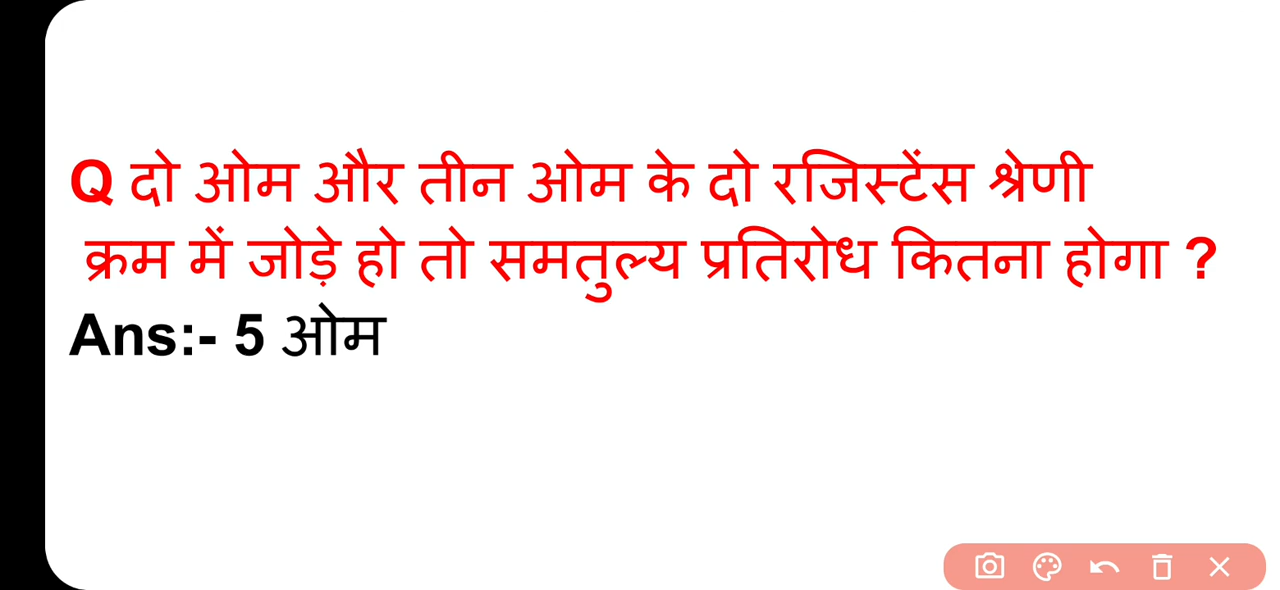 Q दो ओम और तीन ओम के दो रजिस्टेंस श्रेणी
क्रम में जोड़े हो तो समतुल्य प्रतिरोध कितना होगा ?
Ans:- 5 ओम